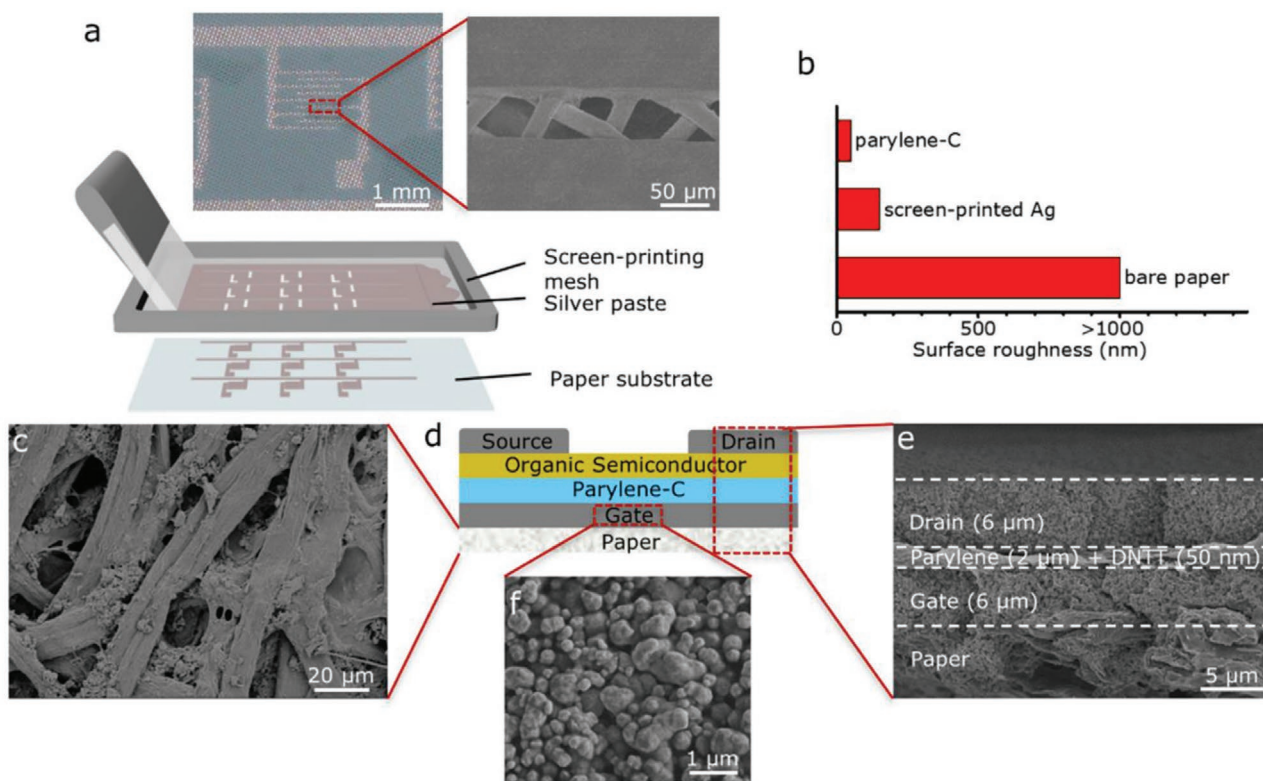 a
1 mm
50 µm
Screen-printing
mesh
Silver paste
Paper substrate
b
parylene-C
screen-printed Ag
bare paper
0
500
>1000
Surface roughness (nm)
c
20 µm
d
Source
Drain
Organic Semiconductor
Parylene-C
Gate
Paper
e
Drain (6 µm)
Parylene (2 µm) + DNTT (50 nm)
Gate (6 µm)
Paper
5 µm
f
1 µm